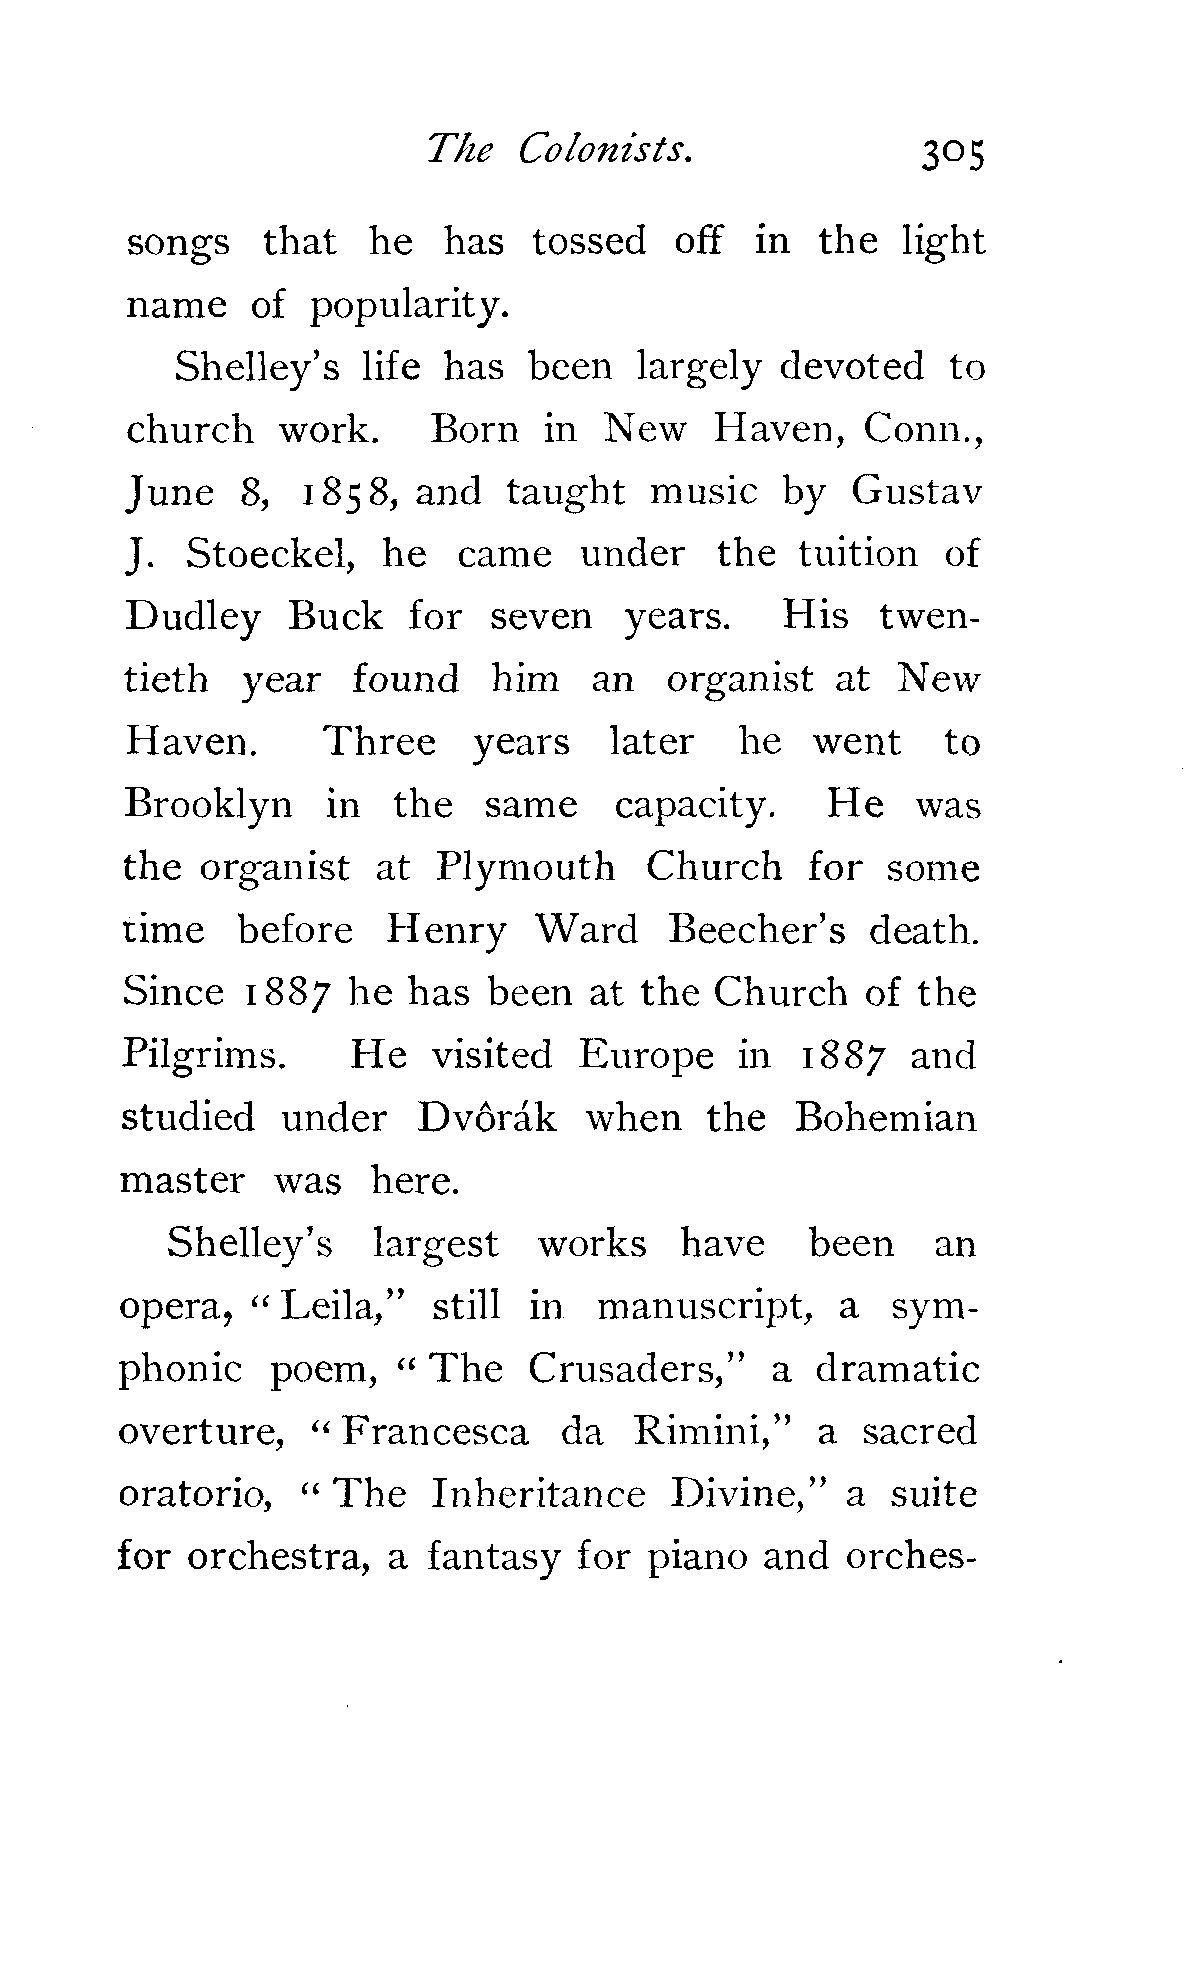 The Colonists. 305
songs that he has tossed off in the light
name of popularity.
Shelley's life has been largely devoted to
church work. Born in New Haven, Conn.,
June 8, 1858, and taught music by Gustav
J. Stoeckel, he came under the tuition of
Dudley Buck for seven years. His twen-
tieth year found him an organist at New
Haven. Three years later he went to
Brooklyn in the same capacity. He was
the organist at Plymouth Church for some
time before Henry Ward Beecher's death.
Since 1887 he has been at the Church of the
Pilgrims. He visited Europe in 1887 and
studied under Dvôrák when the Bohemian
master was here.
Shelley's largest works have been an
opera, "Leila," still in manuscript, a sym-
phonic poem, "The Crusaders," a dramatic
overture, "Francesca da Rimini," a sacred
oratorio, "The Inheritance Divine," a suite
for orchestra, a fantasy for piano and orches-